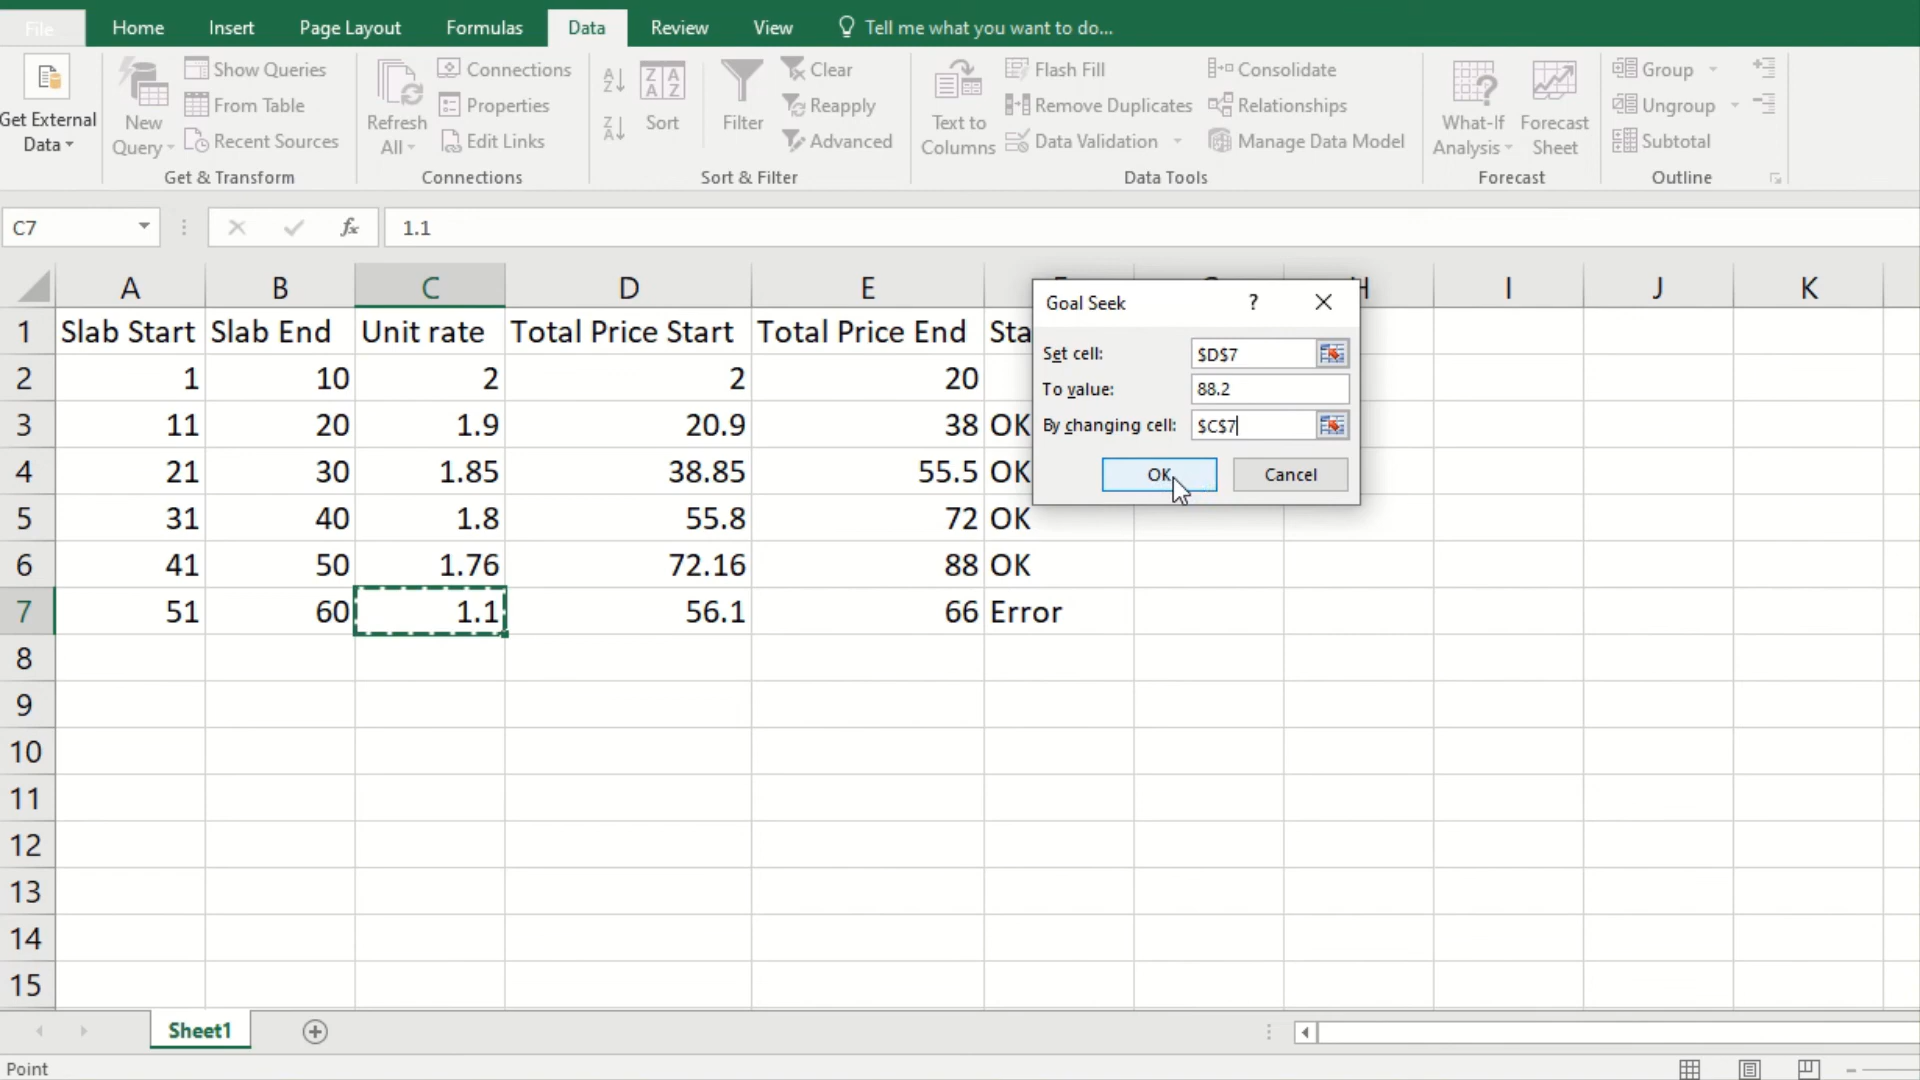 File Home Insert Page Layout Formulas Data Review View Tell me what you want to do...
Get External Data
New Query
Show Queries
From Table
Recent Sources
Get & Transform
Refresh All
Connections
Properties
Edit Links
Connections
Sort
Filter
Clear
Reapply
Advanced
Sort & Filter
Text to Columns
Flash Fill
Remove Duplicates
Data Validation
Consolidate
Relationships
Manage Data Model
Data Tools
What-If Analysis
Forecast Sheet
Forecast
Group
Ungroup
Subtotal
Outline
C7 fx 1.1
A B C D E H I J K
1 Slab Start Slab End Unit rate Total Price Start Total Price End Sta
2 1 10 2 2 20
3 11 20 1.9 20.9 38 OK
4 21 30 1.85 38.85 55.5 OK
5 31 40 1.8 55.8 72 OK
6 41 50 1.76 72.16 88 OK
7 51 60 1.1 56.1 66 Error
8
9
10
11
12
13
14
15
Goal Seek ?
Set cell: $D$7
To value: 88.2
By changing cell: $C$7
OK Cancel
Sheet1
Point